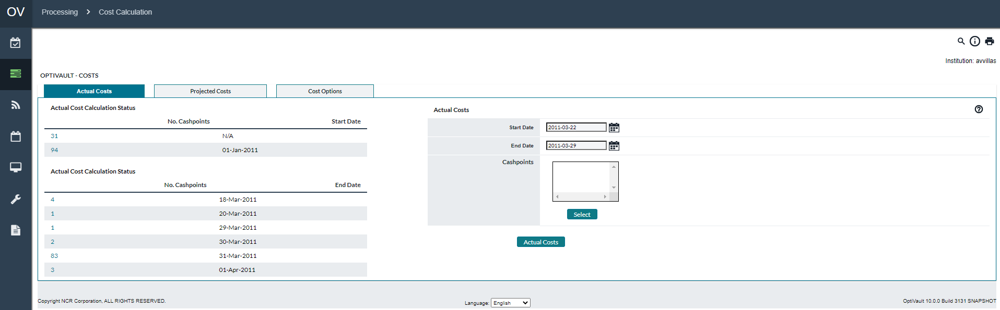 OV Processing > Cost Calculation
Institution: avvillas
OPTIVAULT - COSTS
Actual Costs Projected Costs Cost Options
Actual Cost Calculation Status
No. Cashpoints Start Date
31 N/A
94 01-Jan-2011
Actual Cost Calculation Status
No. Cashpoints End Date
4 18-Mar-2011
1 20-Mar-2011
1 29-Mar-2011
2 30-Mar-2011
83 31-Mar-2011
3 01-Apr-2011
Actual Costs
Start Date 2011-03-22
End Date 2011-03-29
Cashpoints
Select
Actual Costs
Copyright NCR Corporation, ALL RIGHTS RESERVED.
Language: English
OptiVault 10.0.0 Build 3131 SNAPSHOT